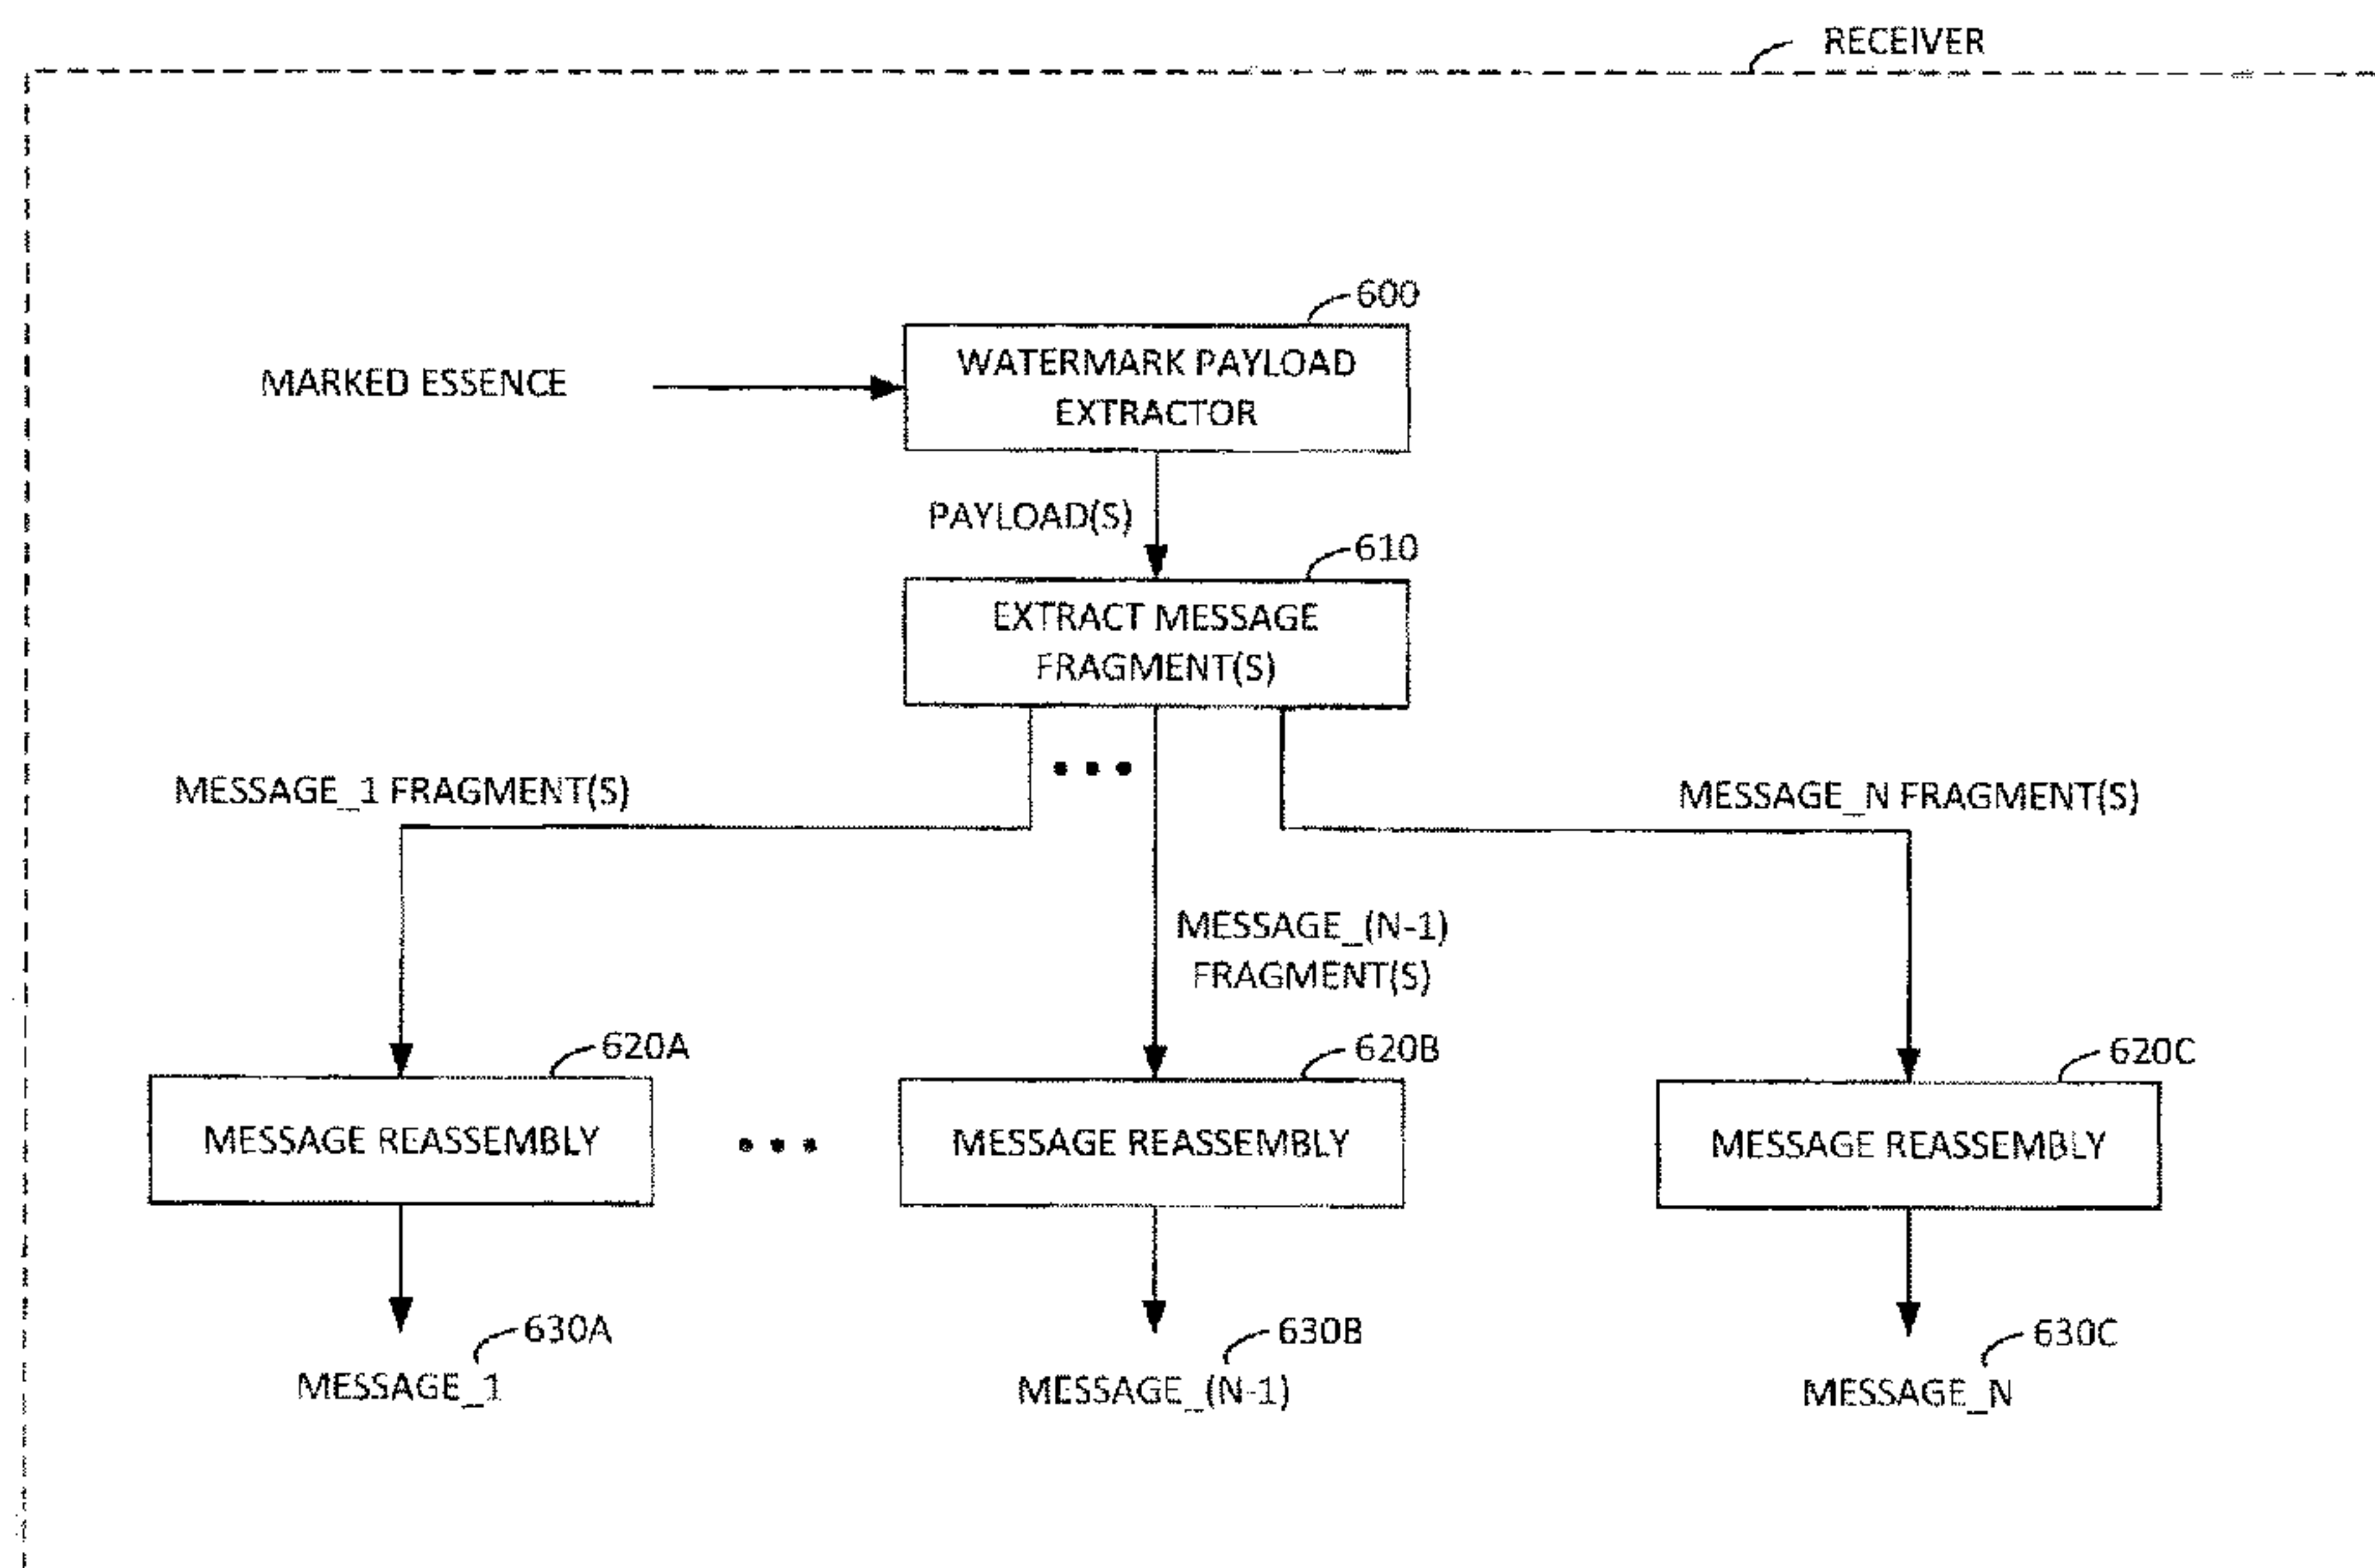 RECEIVER
600
MARKED ESSENCE
WATERMARK PAYLOAD
EXTRACTOR
PAYLOAD(S)
610
EXTRACT MESSAGE
FRAGMENT(S)
MESSAGE_1 FRAGMENT(S)
MESSAGE_N FRAGMENT(S)
MESSAGE_(N-1)
FRAGMENT(S)
620A
620B
620C
MESSAGE REASSEMBLY
MESSAGE REASSEMBLY
MESSAGE REASSEMBLY
630A
630B
630C
MESSAGE_1
MESSAGE_(N-1)
MESSAGE_N